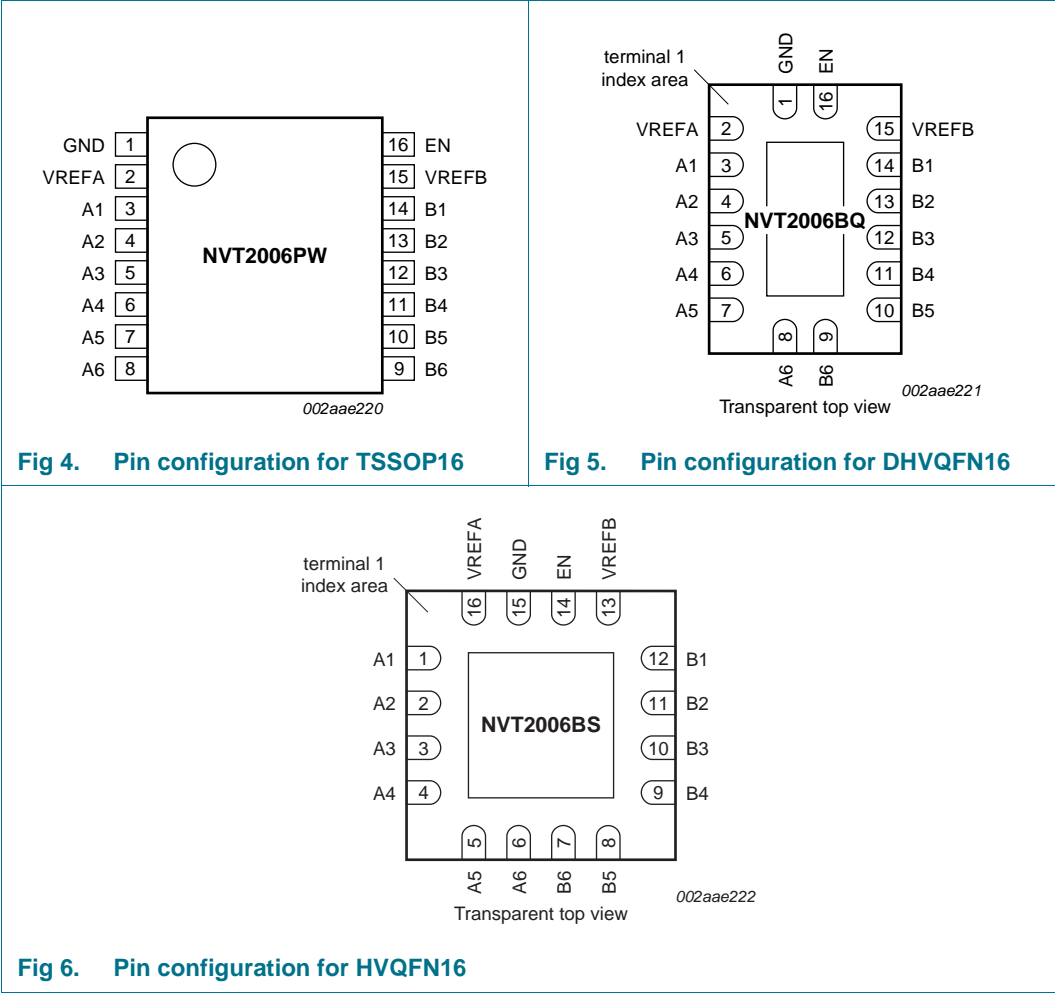 GND 1 16 EN
VREFA 2 15 VREFB
A1 3 14 B1
A2 4 13 B2
A3 5 12 B3
A4 6 11 B4
A5 7 10 B5
A6 8 9 B6
NVT2006PW
002aae220
Fig 4. Pin configuration for TSSOP16
terminal 1
index area
GND EN
1 16
VREFA 2 15 VREFB
A1 3 14 B1
A2 4 13 B2
NVT2006BQ
A3 5 12 B3
A4 6 11 B4
A5 7 10 B5
8 9
A6 B6
002aae221
Transparent top view
Fig 5. Pin configuration for DHVQFN16
terminal 1
index area
VREFA GND EN VREFB
16 15 14 13
A1 1 12 B1
A2 2 11 B2
NVT2006BS
A3 3 10 B3
A4 4 9 B4
5 6 7 8
A5 A6 B6 B5
002aae222
Transparent top view
Fig 6. Pin configuration for HVQFN16